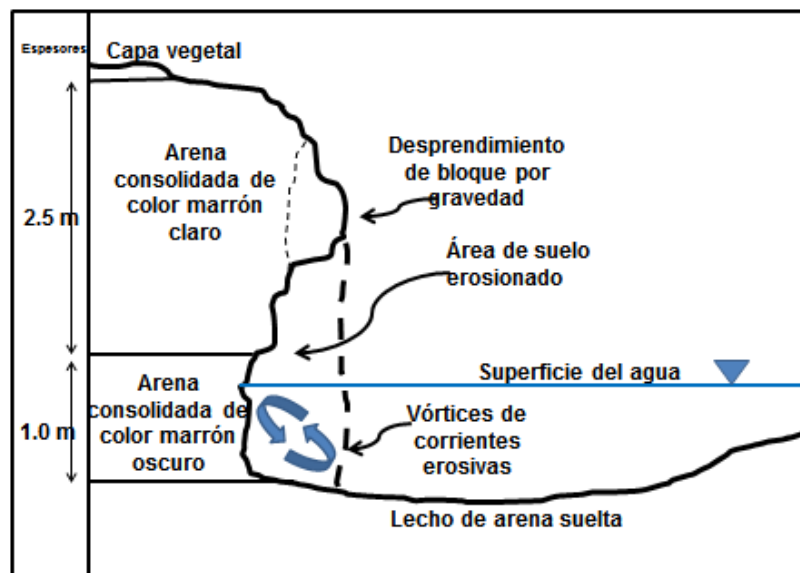 Espesores
Capa vegetal
Arena
consolidada de
color marrón
claro
2.5 m
Desprendimiento
de bloque por
gravedad
Área de suelo
erosionado
Superficie del agua
Arena
consolidada de
color marrón
oscuro
1.0 m
Vórtices de
corrientes
erosivas
Lecho de arena suelta